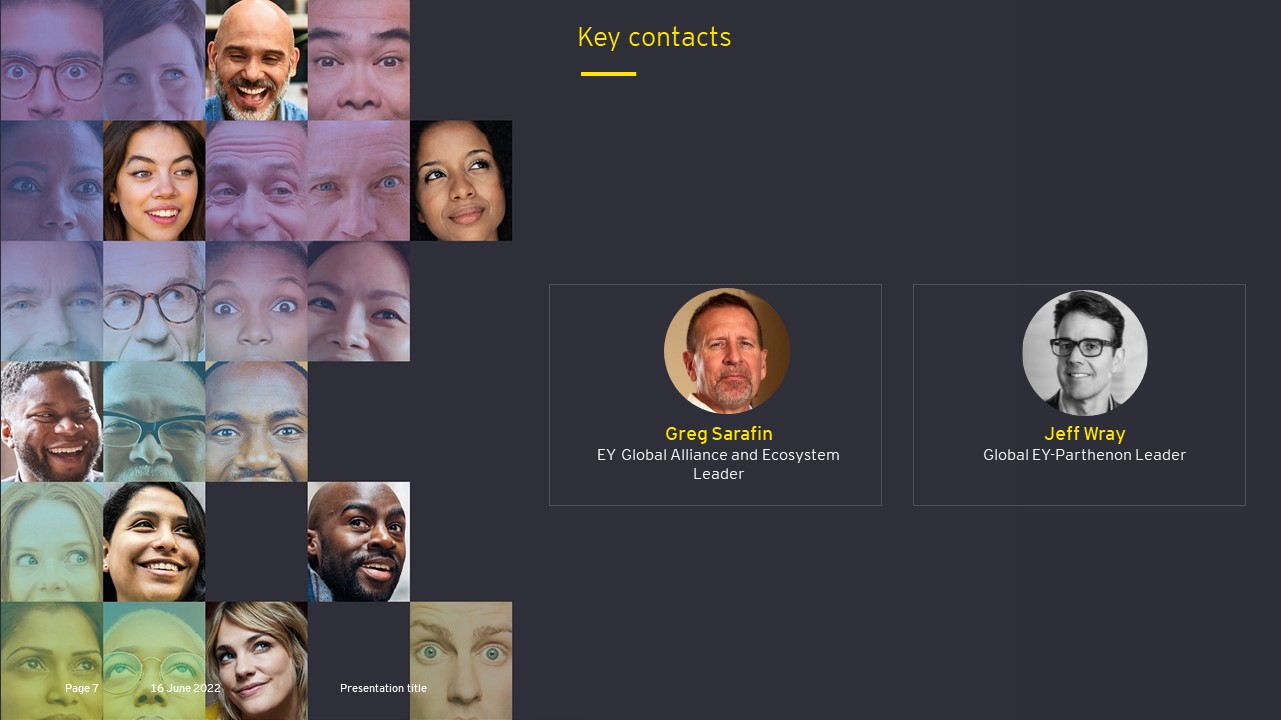 Key contacts
Greg Sarafin
EY Global Alliance and Ecosystem
Leader
Jeff Wray
Global EY-Parthenon Leader
Page 7
16 June 2022
Presentation title